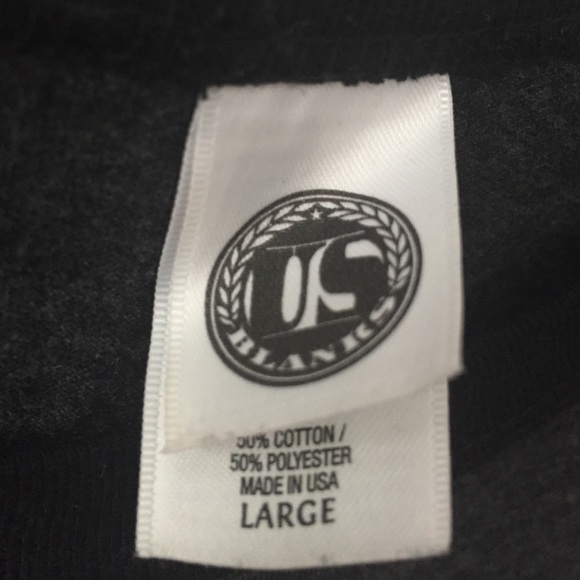 US
BLANKS
50% COTTON /
50% POLYESTER
MADE IN USA
LARGE